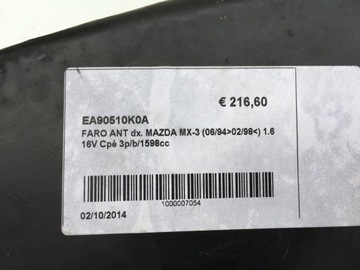 € 216,60
EA90510K0A
FARO ANT dx. MAZDA MX-3 (06/94>02/98<) 1.6
16V Cpé 3p/b/1598cc
1000007054
02/10/2014